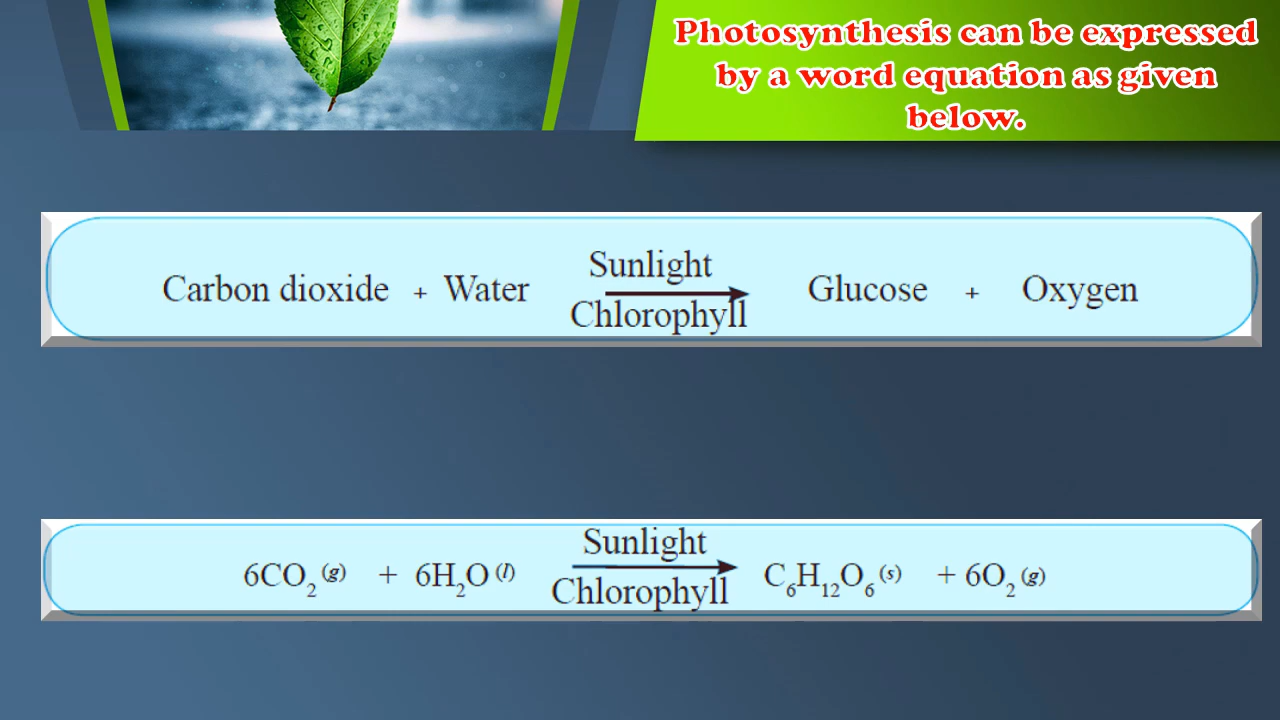 Photosynthesis can be expressed
by a word equation as given
below.
Sunlight
Carbon dioxide + Water Glucose + Oxygen
Chlorophyll
Sunlight
6CO₂ (g) + 6H₂O (l) C₆H₁₂O₆ (s) + 6O₂ (g)
Chlorophyll